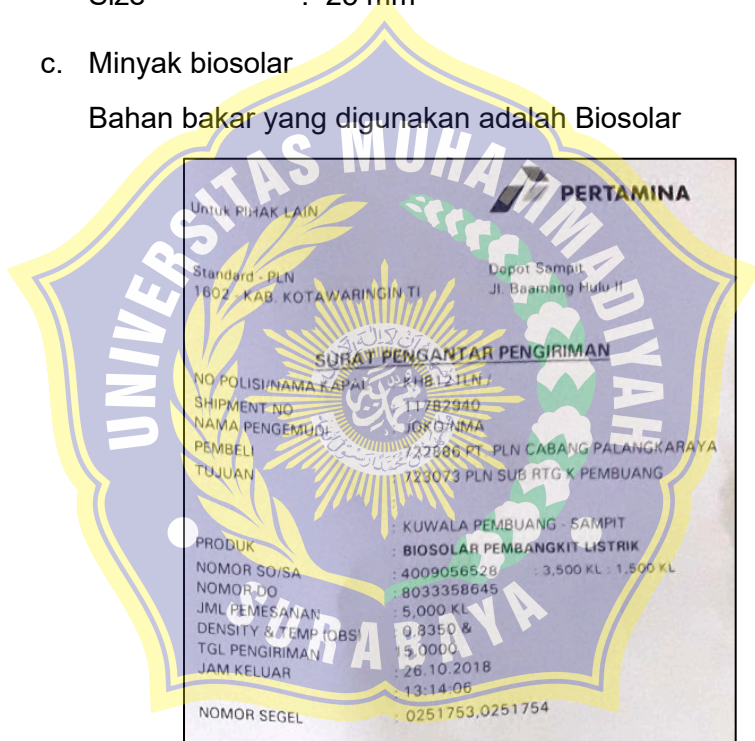 Size : 26 mm
c. Minyak biosolar
Bahan bakar yang digunakan adalah Biosolar
PERTAMINA
Untuk PIHAK LAIN
Standard - PLN
1602 - KAB. KOTAWARINGIN TI
Depot Sampit
Jl. Baamang Hulu II
SURAT PENGANTAR PENGIRIMAN
NO POLISI/NAMA KAPAL : KH8121LN /
SHIPMENT NO : 11782940
NAMA PENGEMUDI : JOKO/NMA
PEMBELI : 722886 PT. PLN CABANG PALANGKARAYA
TUJUAN : 723073 PLN SUB RTG K PEMBUANG
: KUWALA PEMBUANG - SAMPIT
PRODUK : BIOSOLAR PEMBANGKIT LISTRIK
NOMOR SO/SA : 4009056528 : 3,500 KL : 1,500 KL
NOMOR DO : 8033358645
JML PEMESANAN : 5,000 KL
DENSITY & TEMP (OBS) : 0.8350 &
TGL PENGIRIMAN 15.0000
JAM KELUAR : 26.10.2018
: 13:14:06
NOMOR SEGEL : 0251753,0251754
UNIVERSITAS MUHAMMADIYAH
SURABAYA